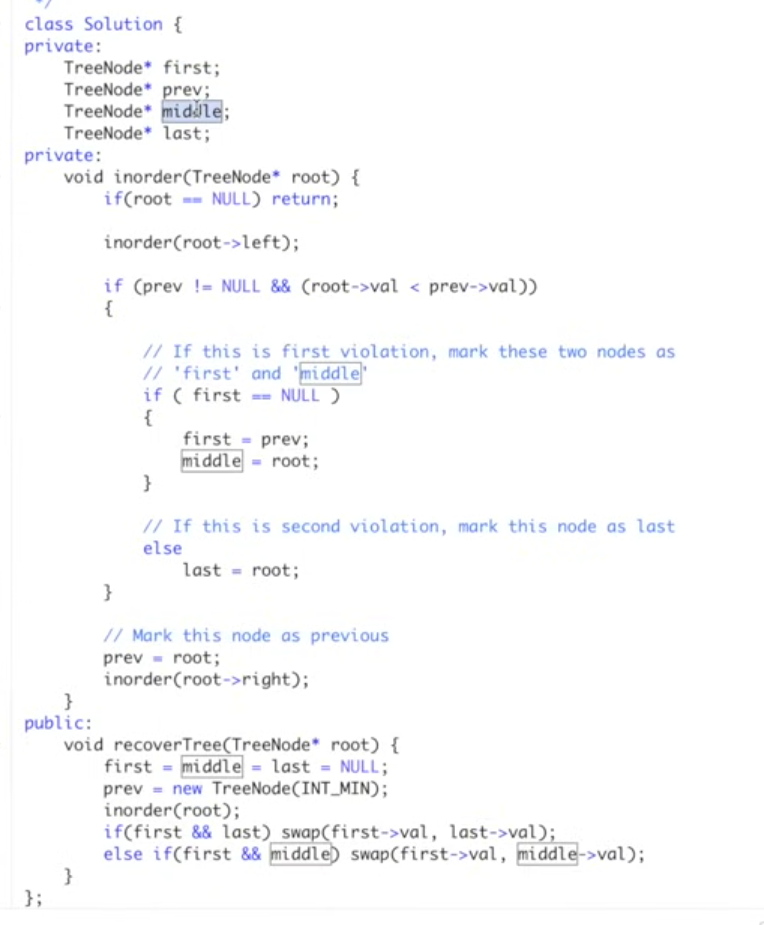 */
class Solution {
private:
    TreeNode* first;
    TreeNode* prev;
    TreeNode* middle;
    TreeNode* last;
private:
    void inorder(TreeNode* root) {
        if(root == NULL) return;

        inorder(root->left);

        if (prev != NULL && (root->val < prev->val))
        {

            // If this is first violation, mark these two nodes as
            // 'first' and 'middle'
            if ( first == NULL )
            {
                first = prev;
                middle = root;
            }

            // If this is second violation, mark this node as last
            else
                last = root;
        }

        // Mark this node as previous
        prev = root;
        inorder(root->right);
    }
public:
    void recoverTree(TreeNode* root) {
        first = middle = last = NULL;
        prev = new TreeNode(INT_MIN);
        inorder(root);
        if(first && last) swap(first->val, last->val);
        else if(first && middle) swap(first->val, middle->val);
    }
};